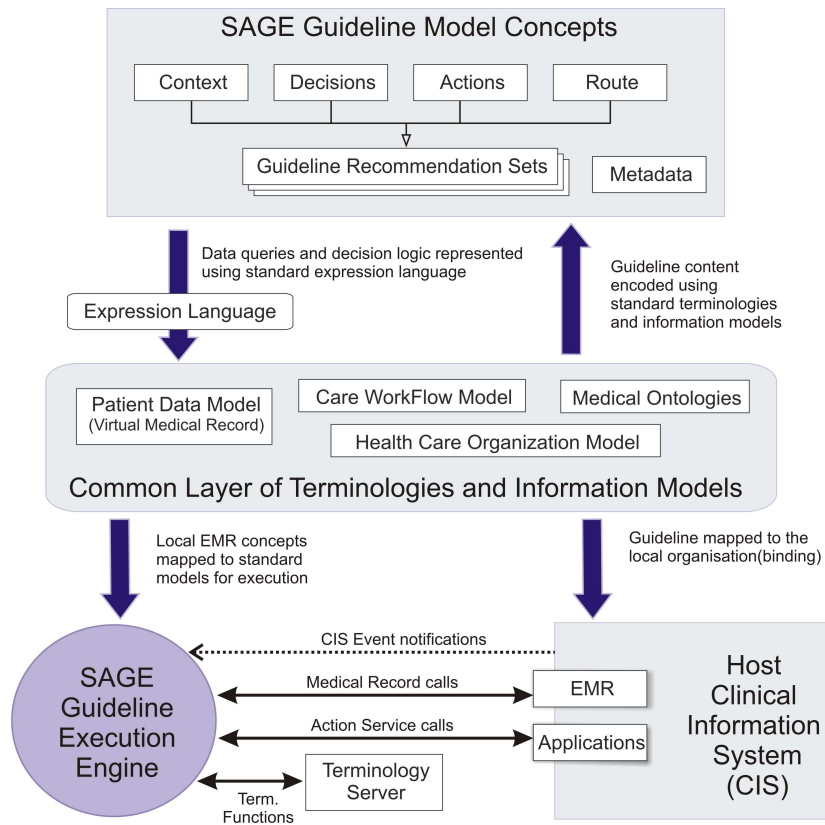 SAGE Guideline Model Concepts
Context
Decisions
Actions
Route
Guideline Recommendation Sets
Metadata
Data queries and decision logic represented
using standard expression language
Expression Language
Guideline content
encoded using
standard terminologies
and information models
Patient Data Model
(Virtual Medical Record)
Care WorkFlow Model
Medical Ontologies
Health Care Organization Model
Common Layer of Terminologies and Information Models
Local EMR concepts
mapped to standard
models for execution
Guideline mapped to the
local organisation(binding)
SAGE
Guideline
Execution
Engine
CIS Event notifications
Medical Record calls
Action Service calls
Term.
Functions
Terminology
Server
EMR
Applications
Host
Clinical
Information
System
(CIS)